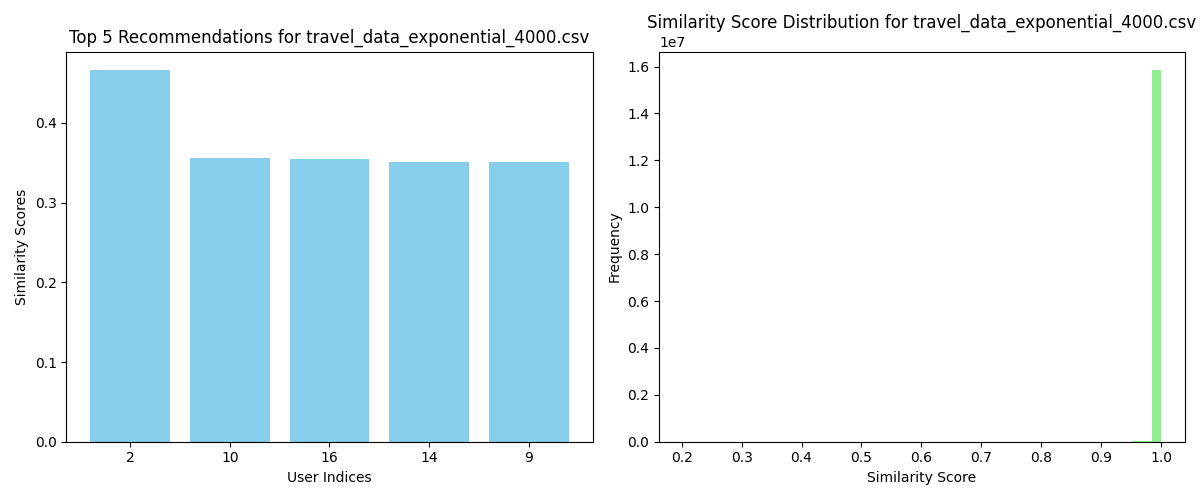 Top 5 Recommendations for travel_data_exponential_4000.csv
0.4
0.3
0.2
0.1
0.0
Similarity Scores
2 10 16 14 9
User Indices
Similarity Score Distribution for travel_data_exponential_4000.csv
1e7
1.6
1.4
1.2
1.0
0.8
0.6
0.4
0.2
0.0
Frequency
0.2 0.3 0.4 0.5 0.6 0.7 0.8 0.9 1.0
Similarity Score